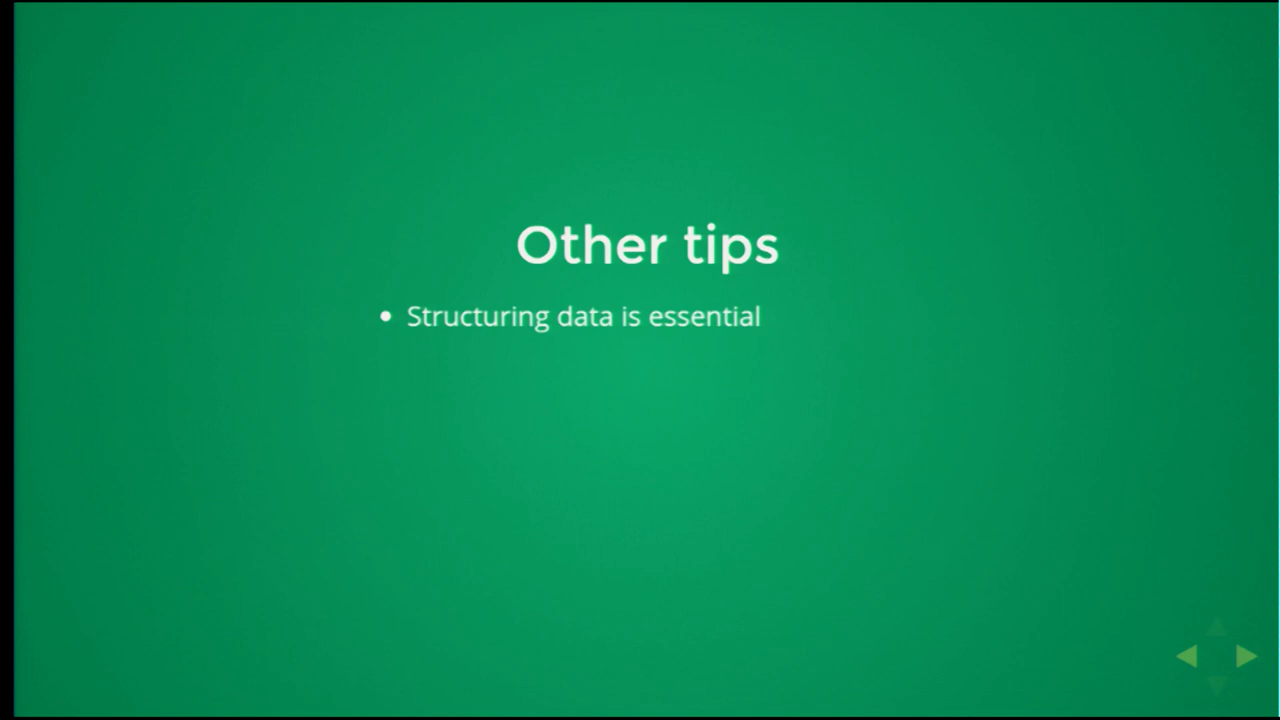 Other tips
• Structuring data is essential